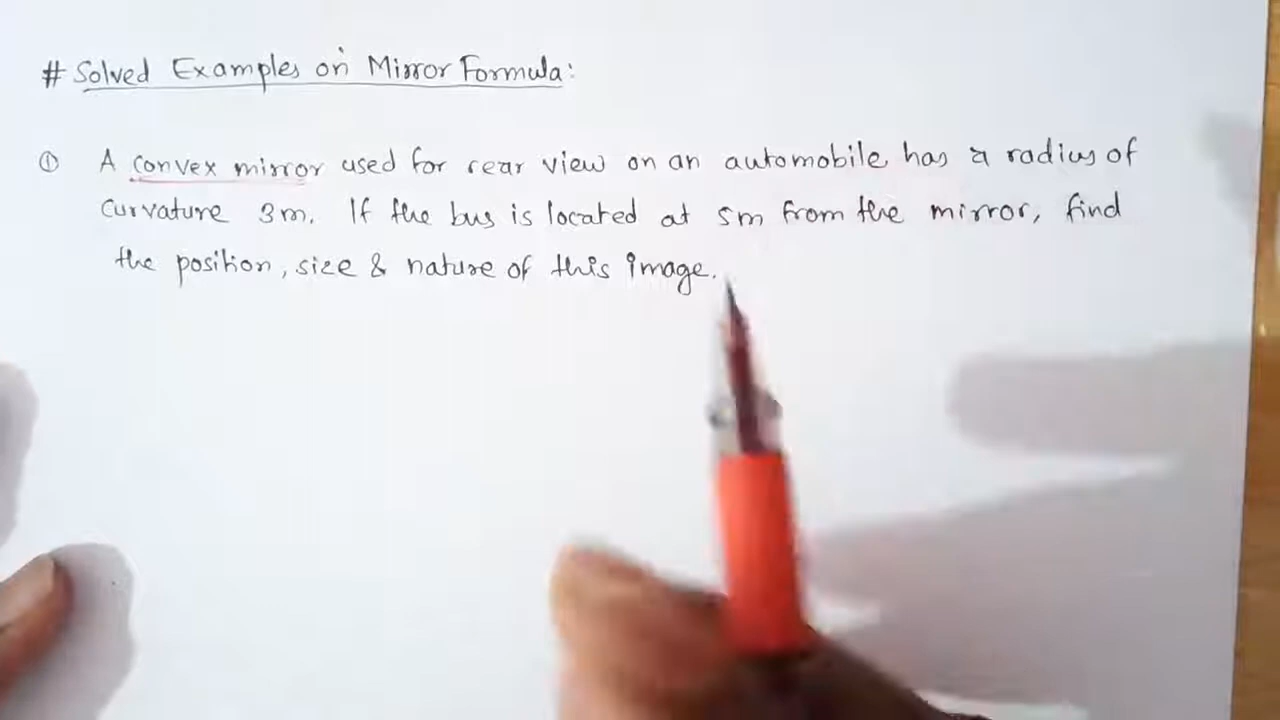 # Solved Examples on Mirror Formula:
① A convex mirror used for rear view on an automobile has a radius of
curvature 3m. If the bus is located at 5m from the mirror, find
the position, size & nature of this image.